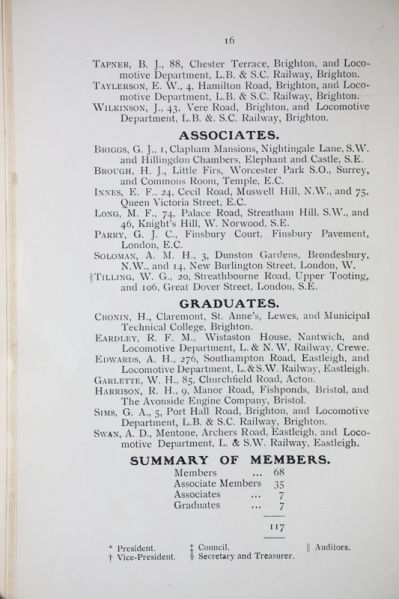 16
TAPNER, B. J., 88, Chester Terrace, Brighton, and Loco-
motive Department, L.B. & S.C. Railway, Brighton.
TAYLERSON, E. W., 4, Hamilton Road, Brighton, and Loco-
motive Department, L.B. & S.C. Railway, Brighton.
WILKINSON, J., 43, Vere Road, Brighton, and Locomotive
Department, L.B. &. S.C. Railway, Brighton.
ASSOCIATES.
BRIGGS, G. J., 1, Clapham Mansions, Nightingale Lane, S.W.
and Hillingdon Chambers, Elephant and Castle, S.E.
BROUGH, H. J., Little Firs, Worcester Park S.O., Surrey,
and Commons Room, Temple, E.C.
INNES, E. F.. 24, Cecil Road, Muswell Hill, N.W., and 75,
Queen Victoria Street, E.C.
LONG, M. F., 74, Palace Road, Streatham Hill, S.W., and
46, Knight's Hill, W. Norwood, S.E.
PARRY, G. J. C., Finsbury Court, Finsbury Pavement,
London, E.C.
SOLOMAN, A. M. H., 3, Dunston Gardens, Brondesbury,
N.W., and 14, New Burlington Street, London, W.
‖TILLING, W. G., 20, Streathbourne Road, Upper Tooting,
and 106, Great Dover Street, London, S.E.
GRADUATES.
CRONIN, H., Claremont, St. Anne's, Lewes, and Municipal
Technical College, Brighton.
EARDLEY, R. F. M., Wistaston House, Nantwich, and
Locomotive Department, L. & N. W. Railway, Crewe.
EDWARDS, A. H., 276, Southampton Road, Eastleigh, and
Locomotive Department, L. & S.W. Railway, Eastleigh.
GARLETTE, W. H., 85, Churchfield Road, Acton.
HARRISON, R. H., 9, Manor Road, Fishponds, Bristol, and
The Avonside Engine Company, Bristol.
SIMS, G. A., 5, Port Hall Road, Brighton, and Locomotive
Department, L.B. & S.C. Railway, Brighton.
SWAN, A. D., Mentone, Archers Road, Eastleigh, and Loco-
motive Department, L. & S.W. Railway, Eastleigh.
SUMMARY OF MEMBERS.
Members ... 68
Associate Members 35
Associates ... 7
Graduates ... 7
117
* President. ‡ Council. ‖ Auditors.
† Vice-President. § Secretary and Treasurer.